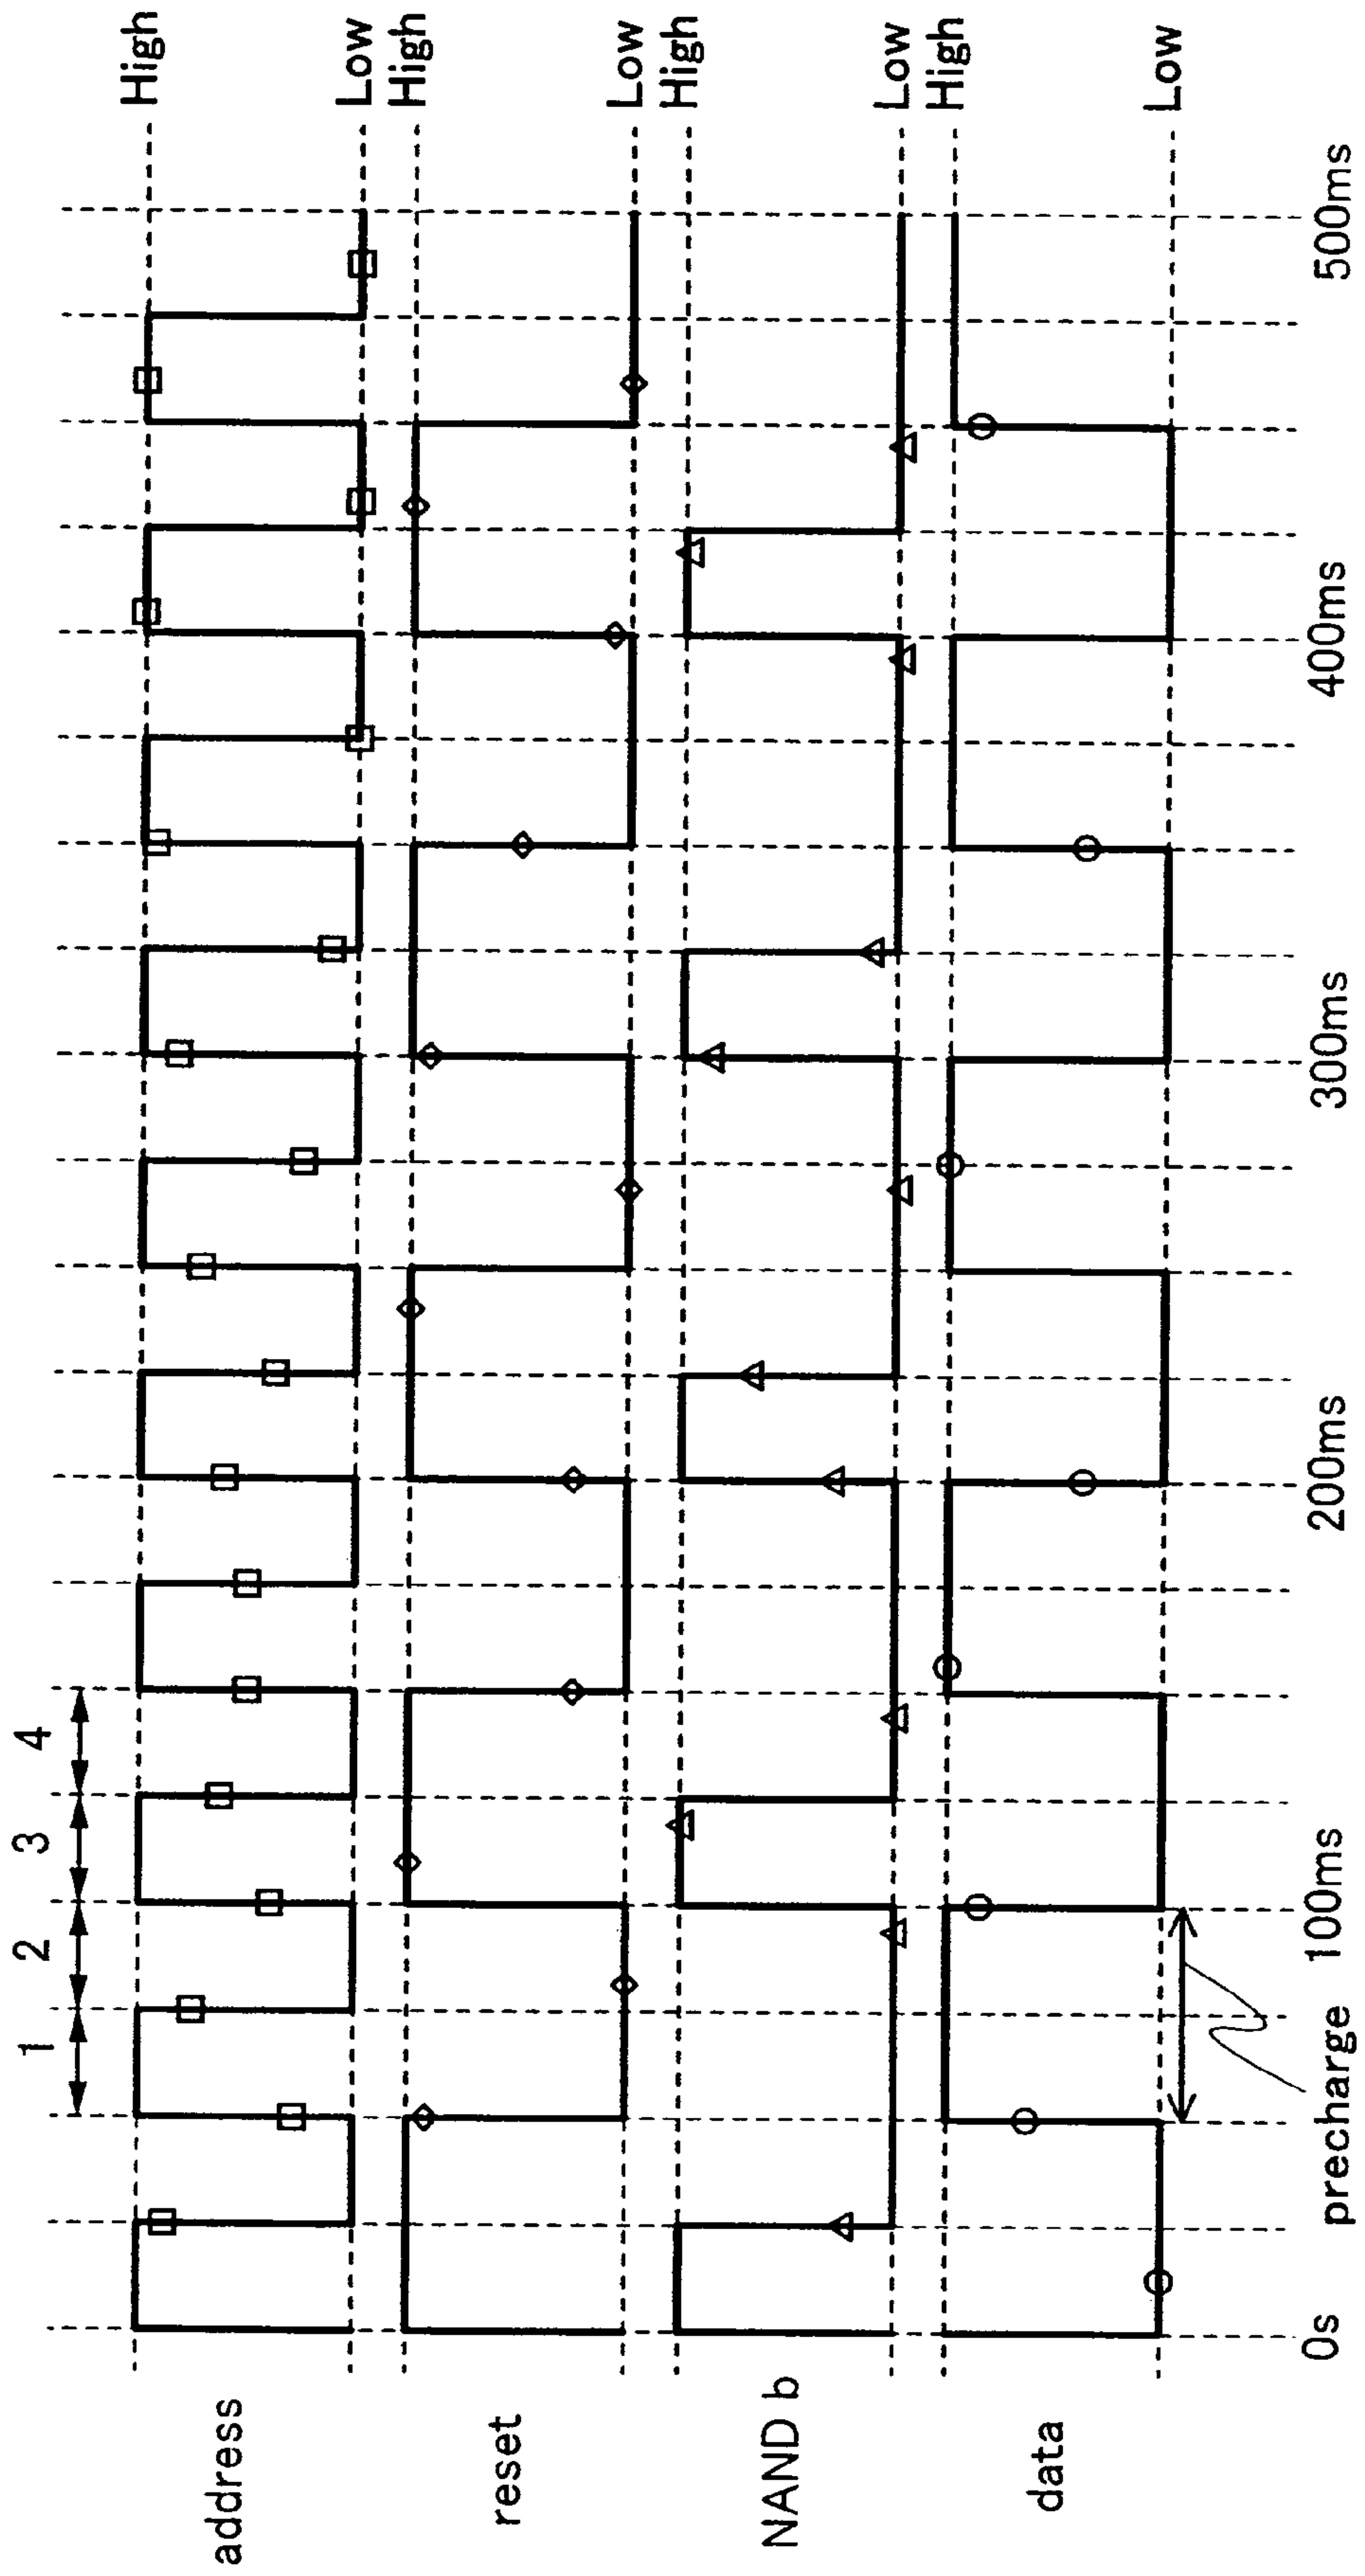 1 2 3 4
address
High
Low
reset
High
Low
NAND b
High
Low
data
High
Low
precharge
0s 100ms 200ms 300ms 400ms 500ms